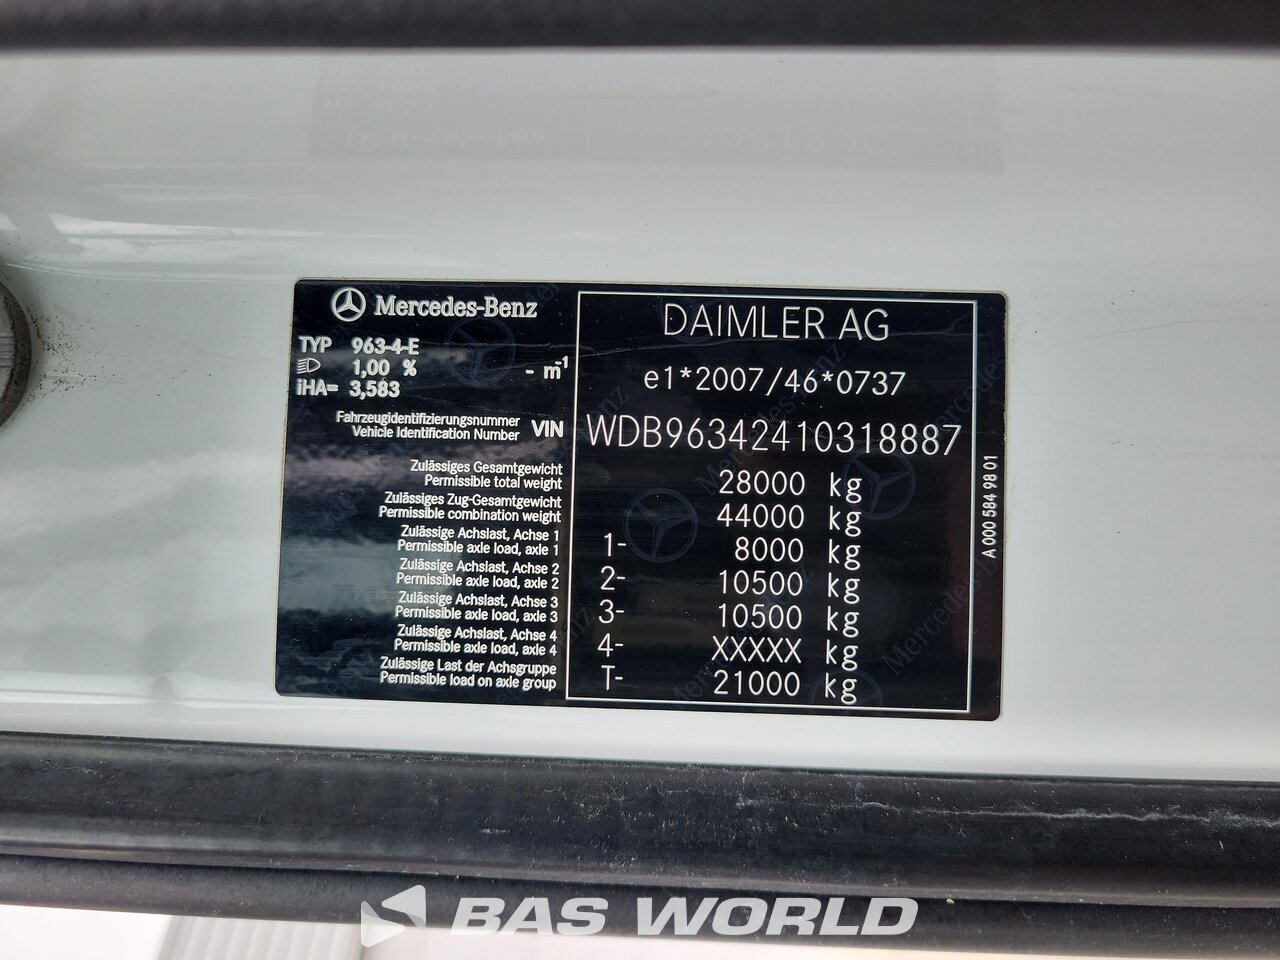 Mercedes-Benz
TYP 963-4-E
1,00 % - m-1
iHA= 3,583
DAIMLER AG
e1*2007/46*0737
Fahrzeugidentifizierungsnummer
Vehicle Identification Number VIN WDB96342410318887
Zulässiges Gesamtgewicht
Permissible total weight 28000 kg
Zulässiges Zug-Gesamtgewicht
Permissible combination weight 44000 kg
Zulässige Achslast, Achse 1
Permissible axle load, axle 1 1- 8000 kg
Zulässige Achslast, Achse 2
Permissible axle load, axle 2 2- 10500 kg
Zulässige Achslast, Achse 3
Permissible axle load, axle 3 3- 10500 kg
Zulässige Achslast, Achse 4
Permissible axle load, axle 4 4- XXXXX kg
Zulässige Last der Achsgruppe
Permissible load on axle group T- 21000 kg
A 000 584 98 01
BAS WORLD